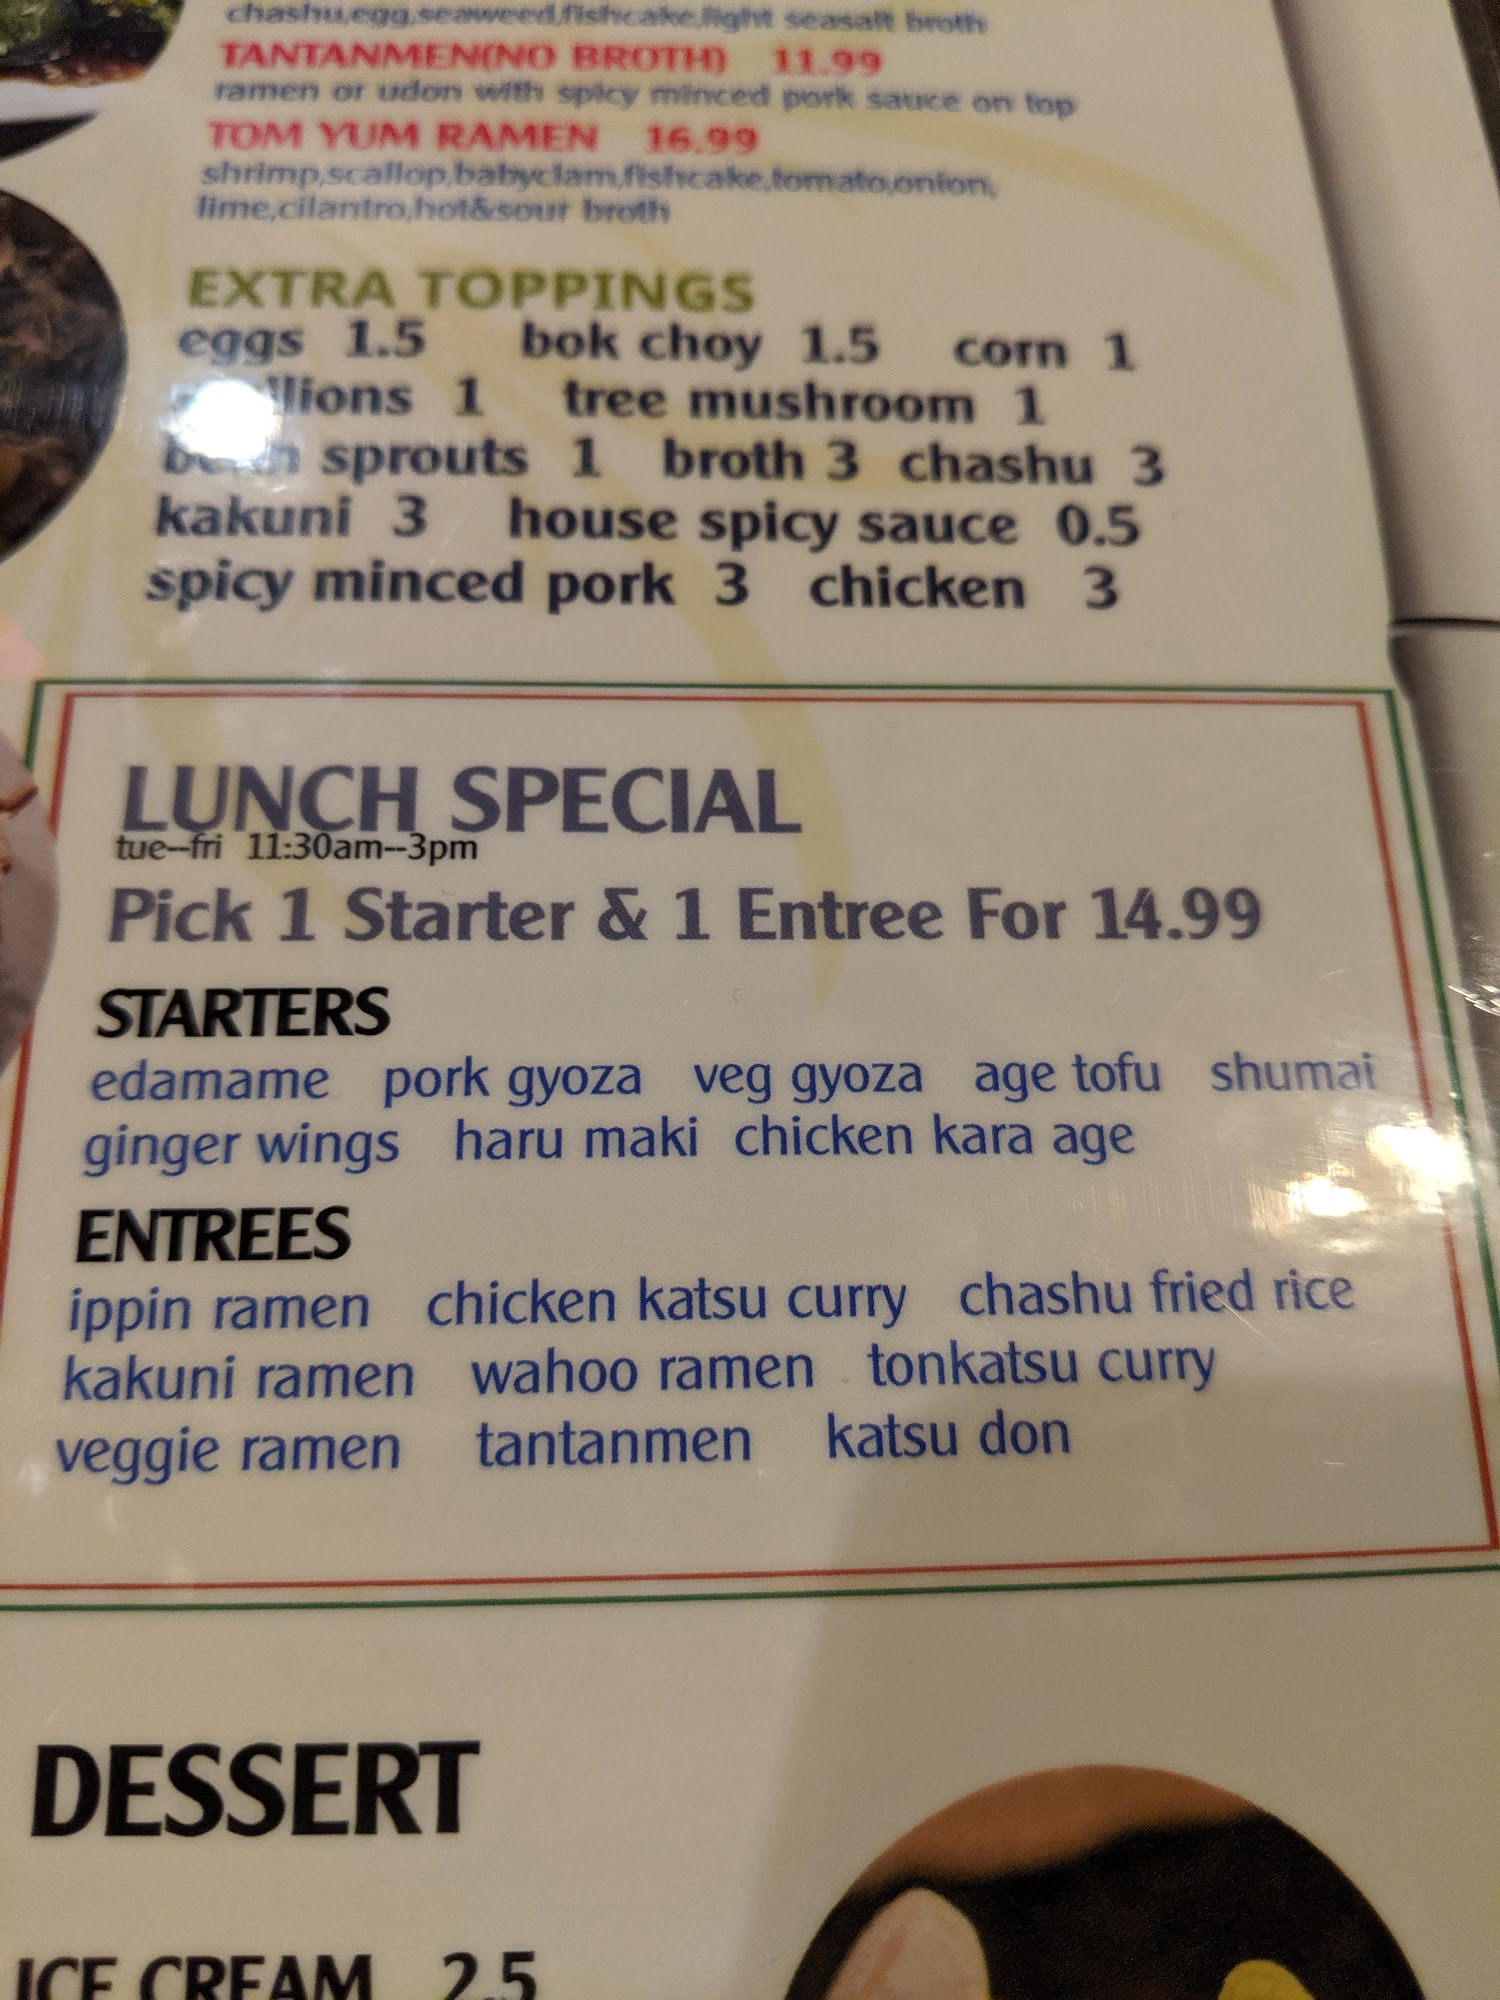 chashu,egg,seaweed,fishcake,light seasalt broth
TANTANMEN(NO BROTH) 11.99
ramen or udon with spicy minced pork sauce on top
TOM YUM RAMEN 16.99
shrimp,scallop,babyclam,fishcake,tomato,onion,
lime,cilantro,hot&sour broth
EXTRA TOPPINGS
eggs 1.5 bok choy 1.5 corn 1
1 tree mushroom 1
sprouts 1 broth 3 chashu 3
kakuni 3 house spicy sauce 0.5
spicy minced pork 3 chicken 3
LUNCH SPECIAL
tue--fri 11:30am--3pm
Pick 1 Starter & 1 Entree For 14.99
STARTERS
edamame pork gyoza veg gyoza age tofu shumai
ginger wings haru maki chicken kara age
ENTREES
ippin ramen chicken katsu curry chashu fried rice
kakuni ramen wahoo ramen tonkatsu curry
veggie ramen tantanmen katsu don
DESSERT
ICE CREAM 2.5